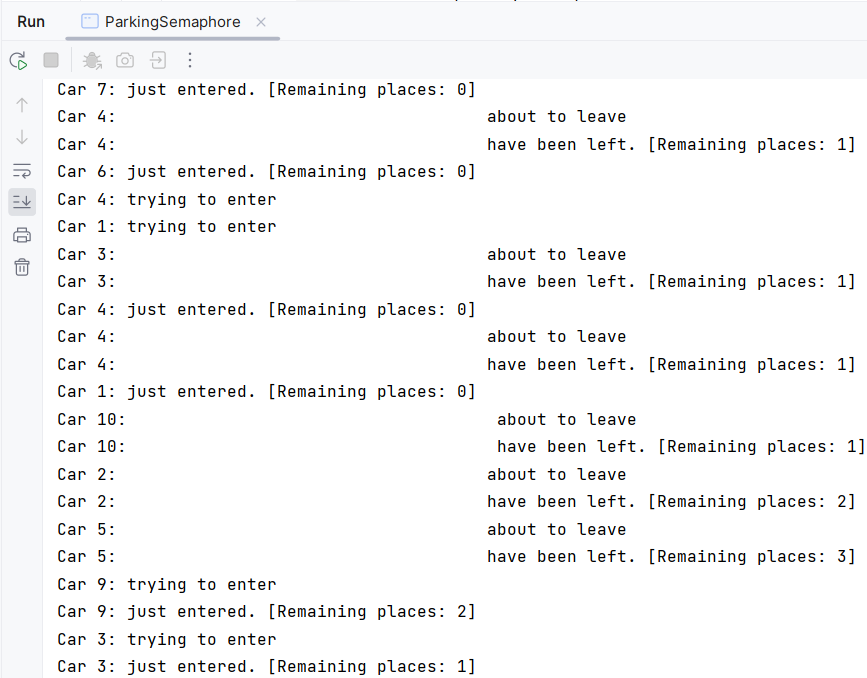 Run ParkingSemaphore
Car 7: just entered. [Remaining places: 0]
Car 4: about to leave
Car 4: have been left. [Remaining places: 1]
Car 6: just entered. [Remaining places: 0]
Car 4: trying to enter
Car 1: trying to enter
Car 3: about to leave
Car 3: have been left. [Remaining places: 1]
Car 4: just entered. [Remaining places: 0]
Car 4: about to leave
Car 4: have been left. [Remaining places: 1]
Car 1: just entered. [Remaining places: 0]
Car 10: about to leave
Car 10: have been left. [Remaining places: 1]
Car 2: about to leave
Car 2: have been left. [Remaining places: 2]
Car 5: about to leave
Car 5: have been left. [Remaining places: 3]
Car 9: trying to enter
Car 9: just entered. [Remaining places: 2]
Car 3: trying to enter
Car 3: just entered. [Remaining places: 1]